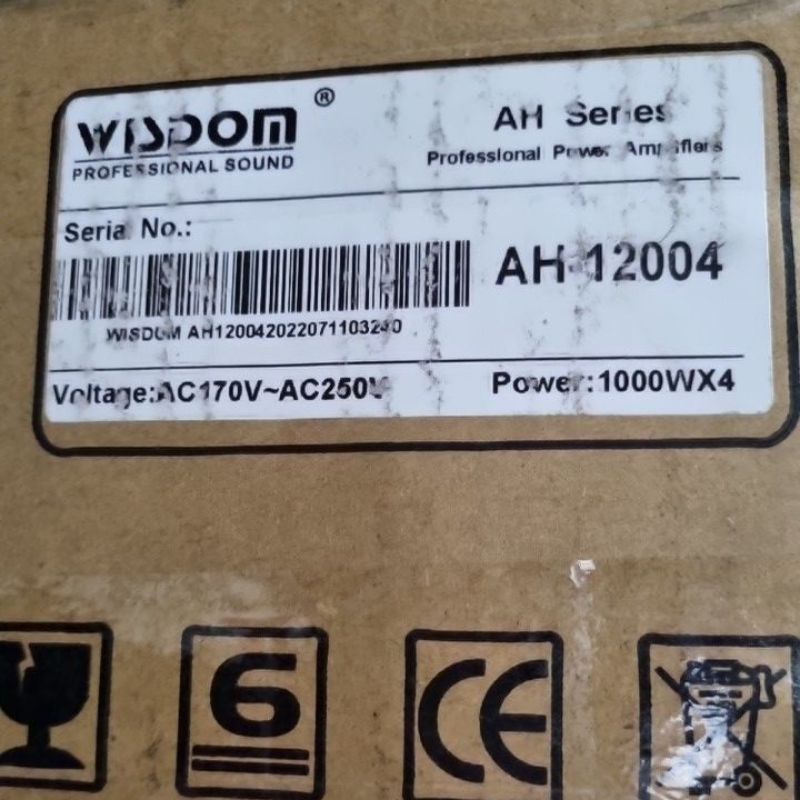 WISDOM ®
PROFESSIONAL SOUND
AH Series
Professional Power Amplifiers
Serial No.:
AH-12004
WISDOM AH120042022071103240
Voltage:AC170V~AC250V
Power:1000WX4
6
CE